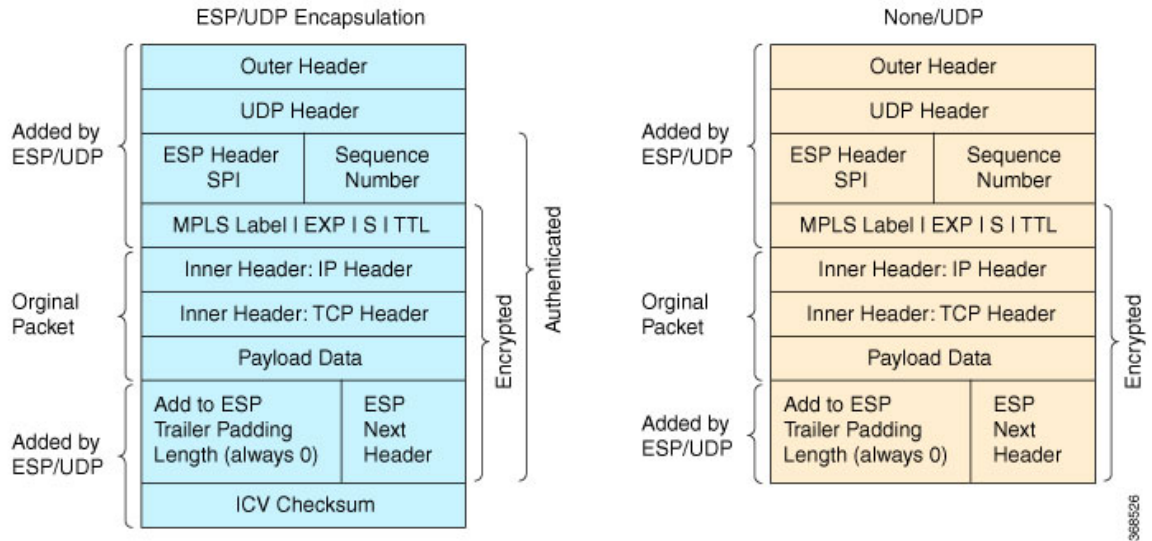 ESP/UDP Encapsulation
Added by
ESP/UDP
Outer Header
UDP Header
ESP Header
SPI
Sequence
Number
MPLS Label | EXP | S | TTL
Orginal
Packet
Inner Header: IP Header
Inner Header: TCP Header
Payload Data
Added by
ESP/UDP
Add to ESP
Trailer Padding
Length (always 0)
ESP
Next
Header
ICV Checksum
Encrypted
Authenticated
None/UDP
Added by
ESP/UDP
Outer Header
UDP Header
ESP Header
SPI
Sequence
Number
MPLS Label | EXP | S | TTL
Orginal
Packet
Inner Header: IP Header
Inner Header: TCP Header
Payload Data
Added by
ESP/UDP
Add to ESP
Trailer Padding
Length (always 0)
ESP
Next
Header
Encrypted
368526